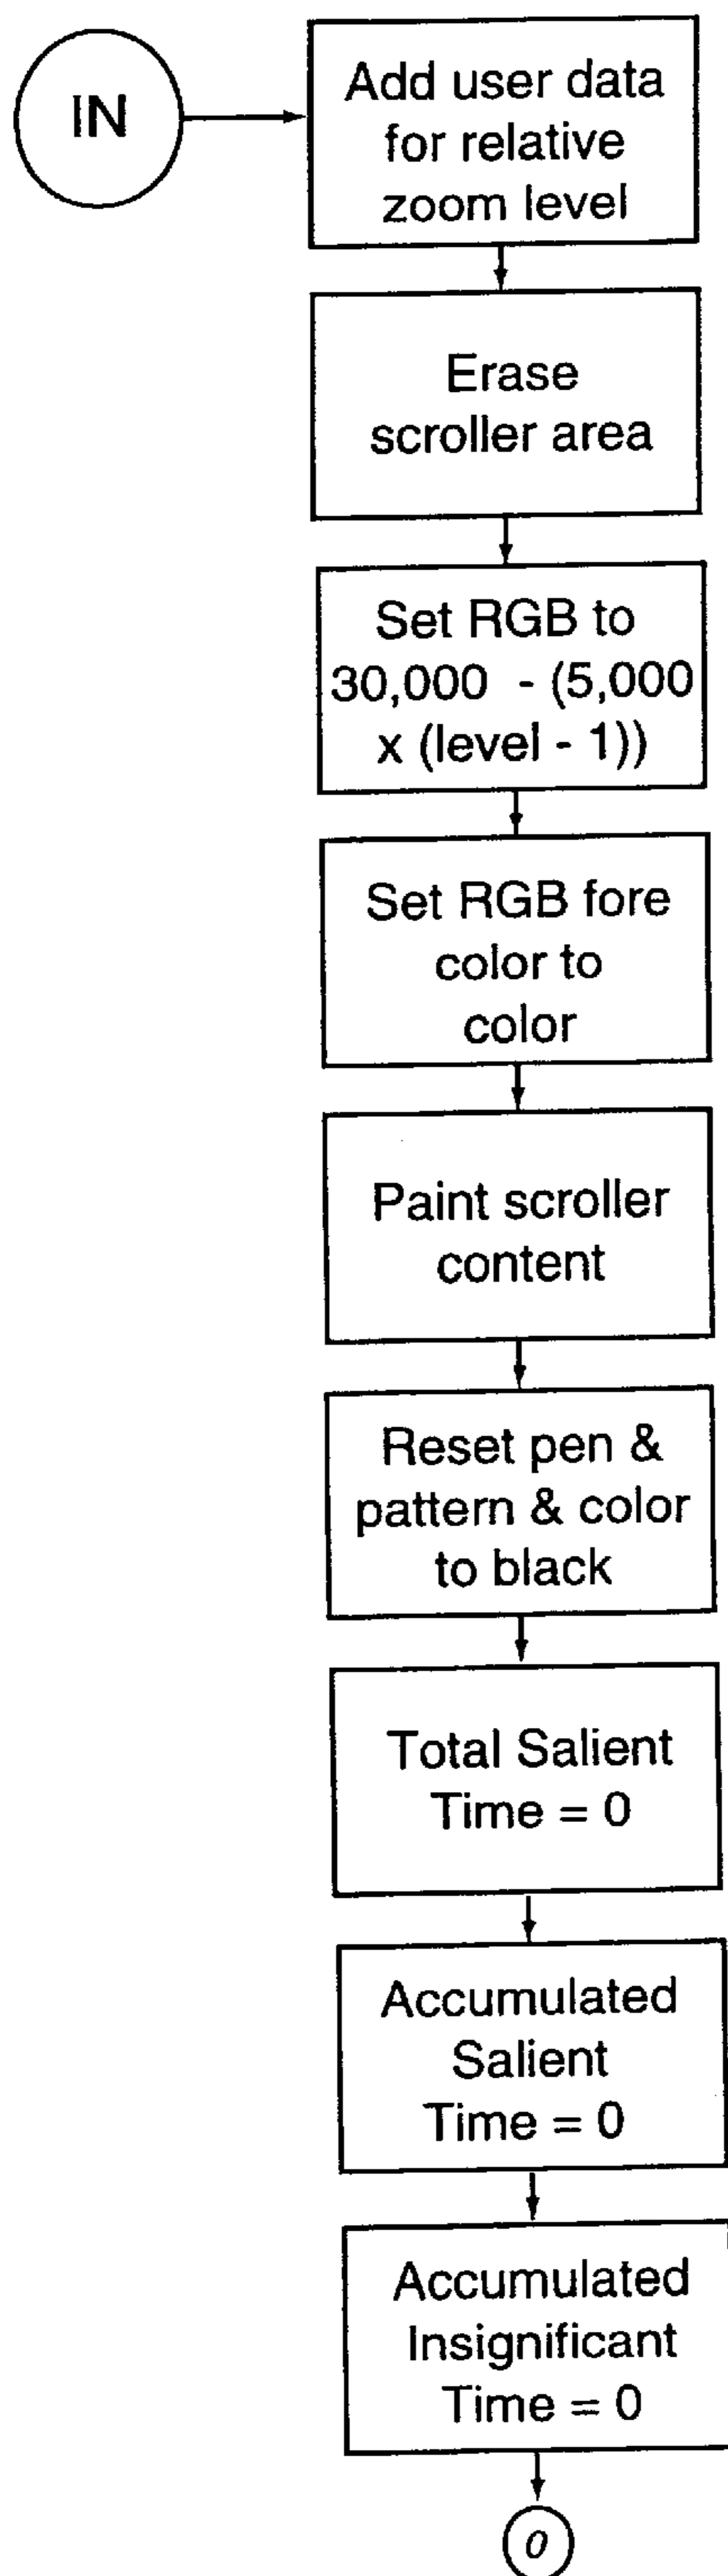 IN
Add user data
for relative
zoom level
Erase
scroller area
Set RGB to
30,000 - (5,000
x (level - 1))
Set RGB fore
color to
color
Paint scroller
content
Reset pen &
pattern & color
to black
Total Salient
Time = 0
Accumulated
Salient
Time = 0
Accumulated
Insignificant
Time = 0
0